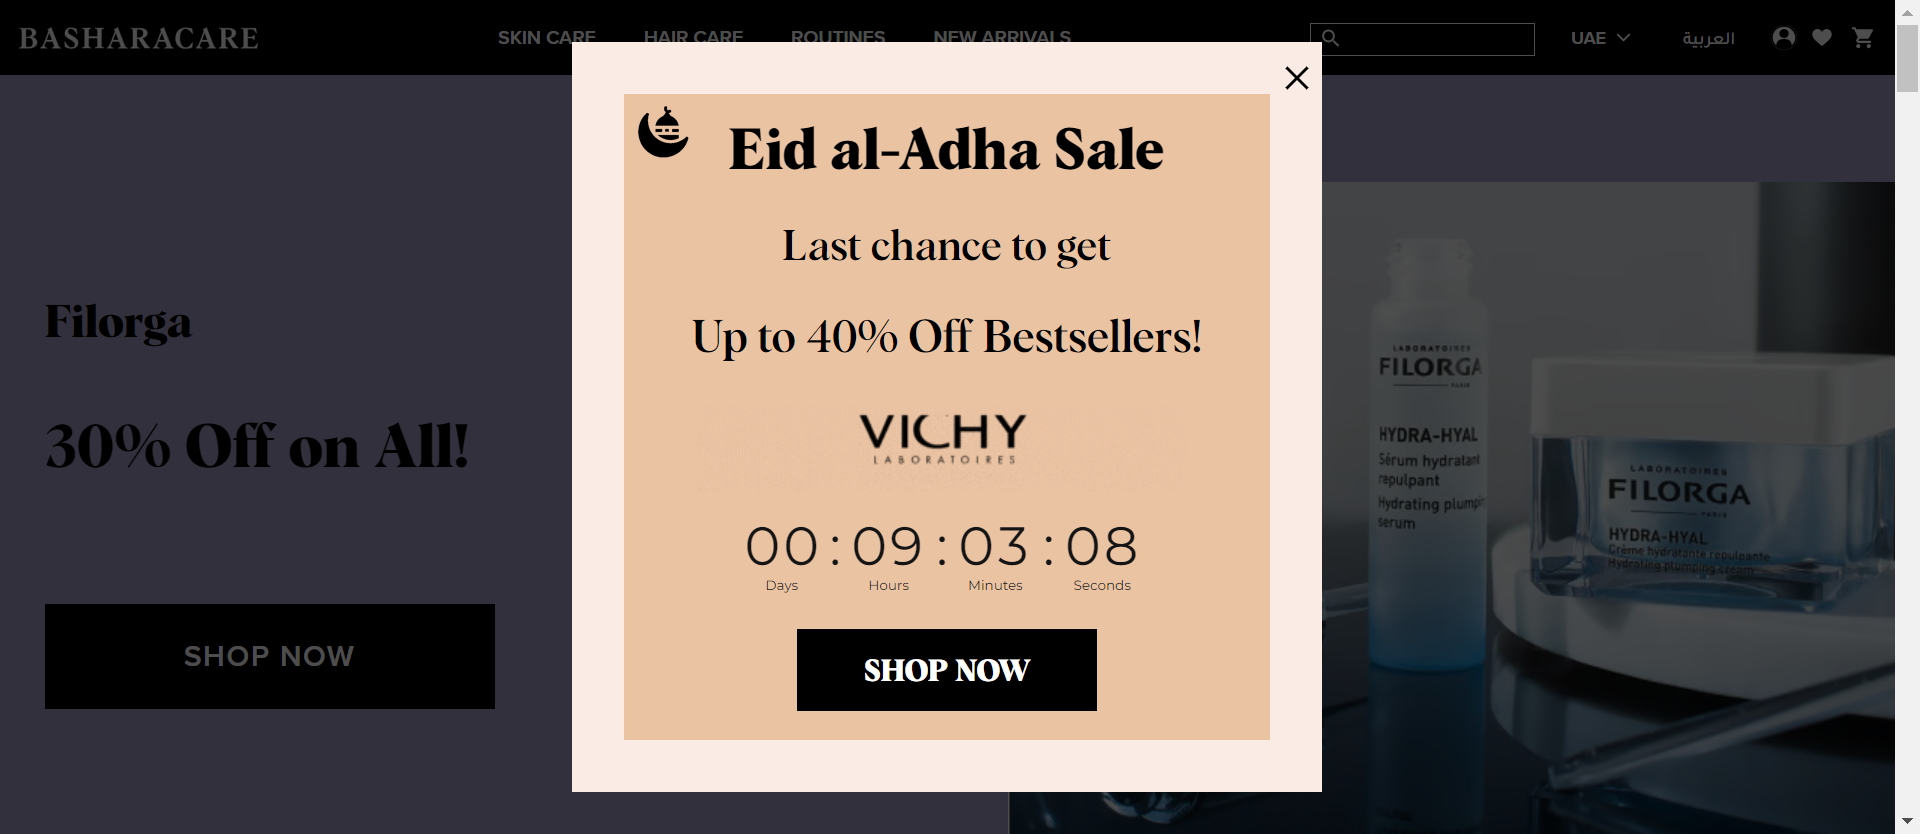 BASHARACARE
SKIN CARE
HAIR CARE
ROUTINES
NEW ARRIVALS
UAE
العربية
Filorga
30% Off on All!
SHOP NOW
Eid al-Adha Sale
Last chance to get
Up to 40% Off Bestsellers!
VICHY
LABORATOIRES
00 : 09 : 03 : 08
Days Hours Minutes Seconds
SHOP NOW
LABORATOIRES
FILORGA
PARIS
HYDRA-HYAL
Sérum hydratant
repulpant
Hydrating plumping
serum
LABORATOIRES
FILORGA
PARIS
HYDRA-HYAL
Crème hydratante repulpante
Hydrating plumping cream